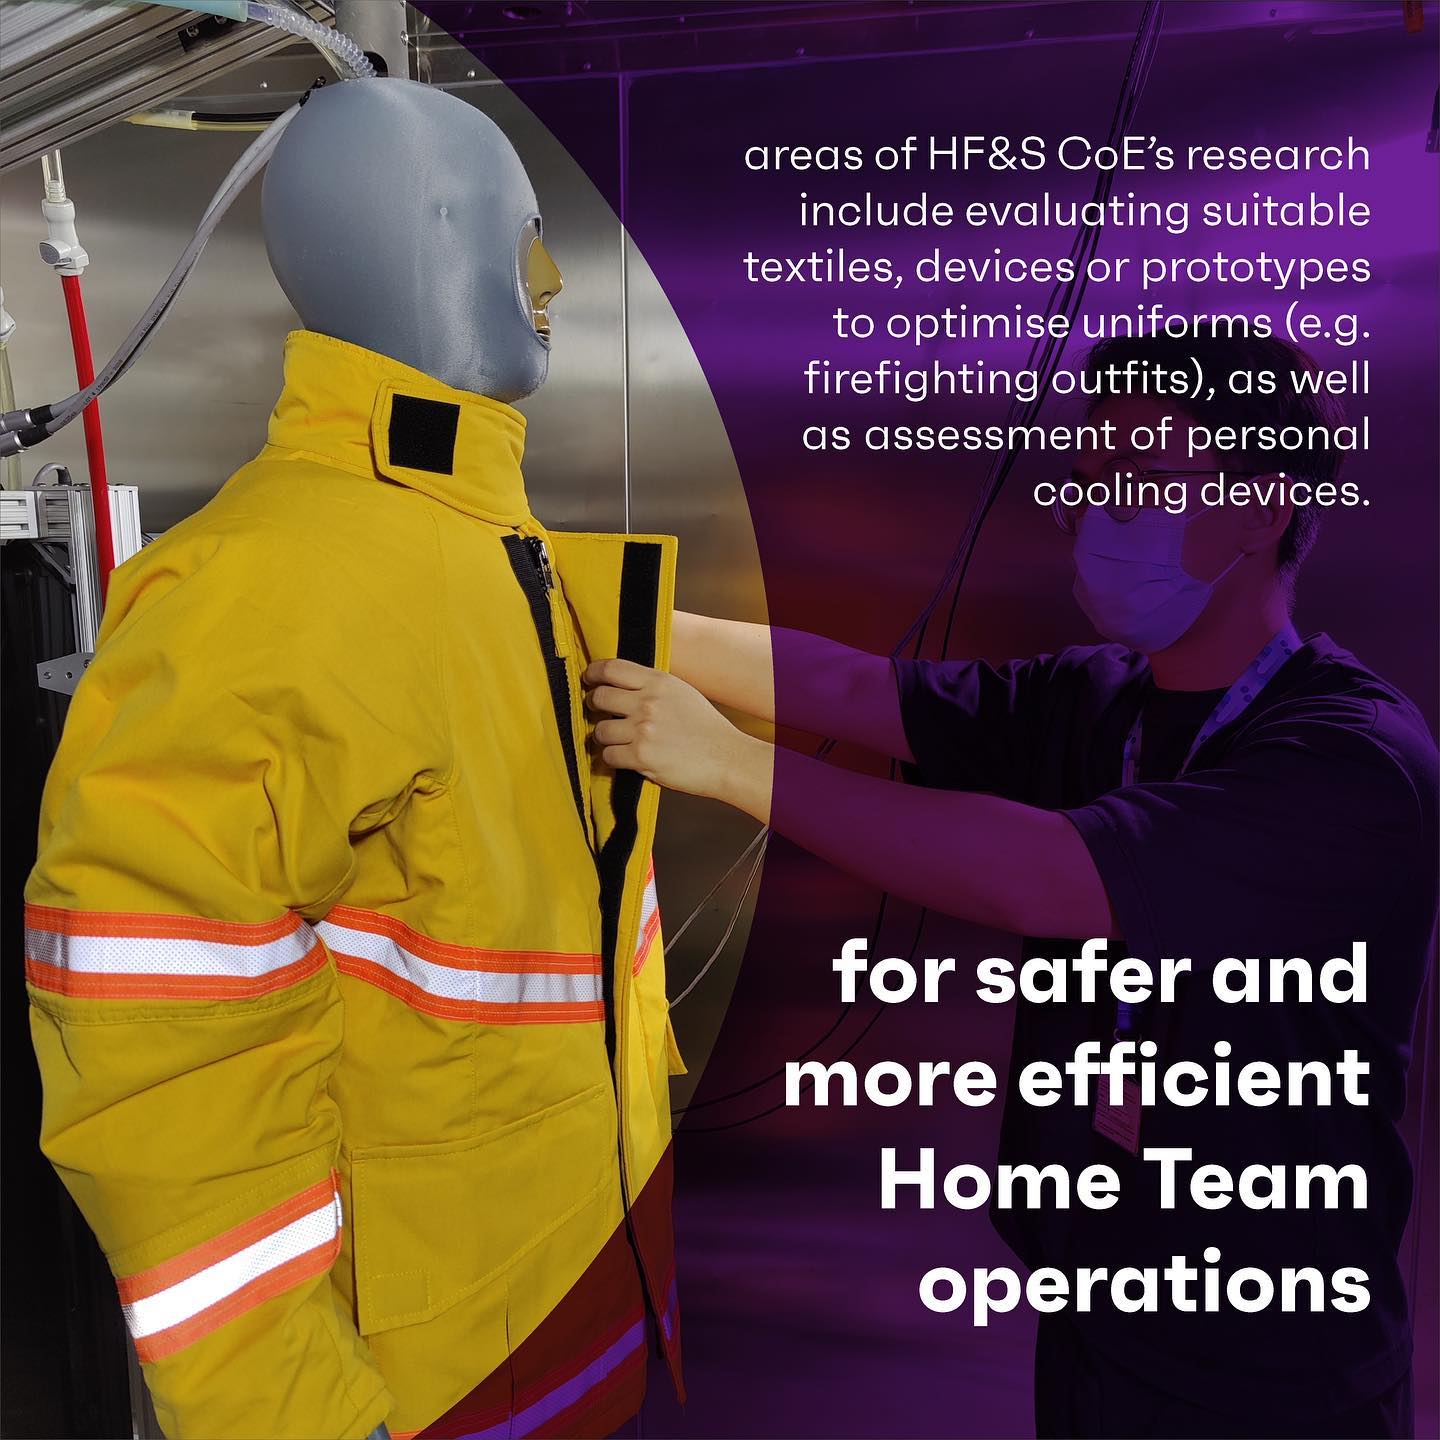 areas of HF&S CoE's research
include evaluating suitable
textiles, devices or prototypes
to optimise uniforms (e.g.
firefighting outfits), as well
as assessment of personal
cooling devices.
for safer and
more efficient
Home Team
operations